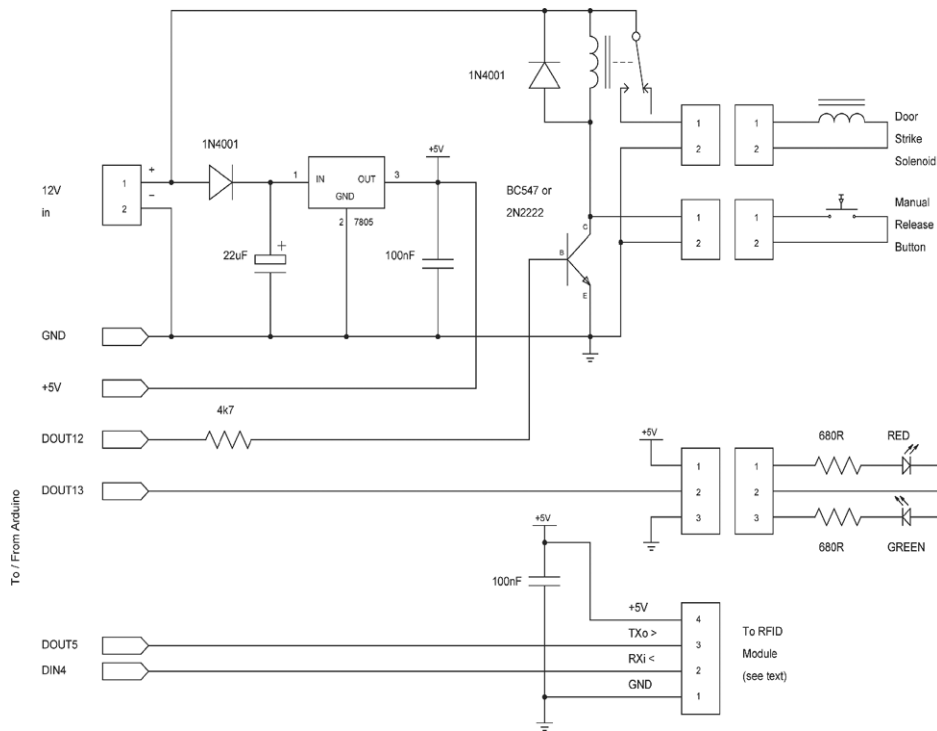 1N4001
1N4001
+5V
12V
in
1
+
2
−
1
IN
OUT
3
GND
2
7805
22uF
+
100nF
BC547 or
2N2222
C
B
E
1
2
1
2
Door
Strike
Solenoid
1
2
1
2
Manual
Release
Button
GND
+5V
4k7
DOUT12
DOUT13
+5V
1
2
3
1
2
3
680R
RED
680R
GREEN
To / From Arduino
+5V
100nF
+5V
4
TXo >
3
RXi <
2
GND
1
To RFID
Module
(see text)
DOUT5
DIN4